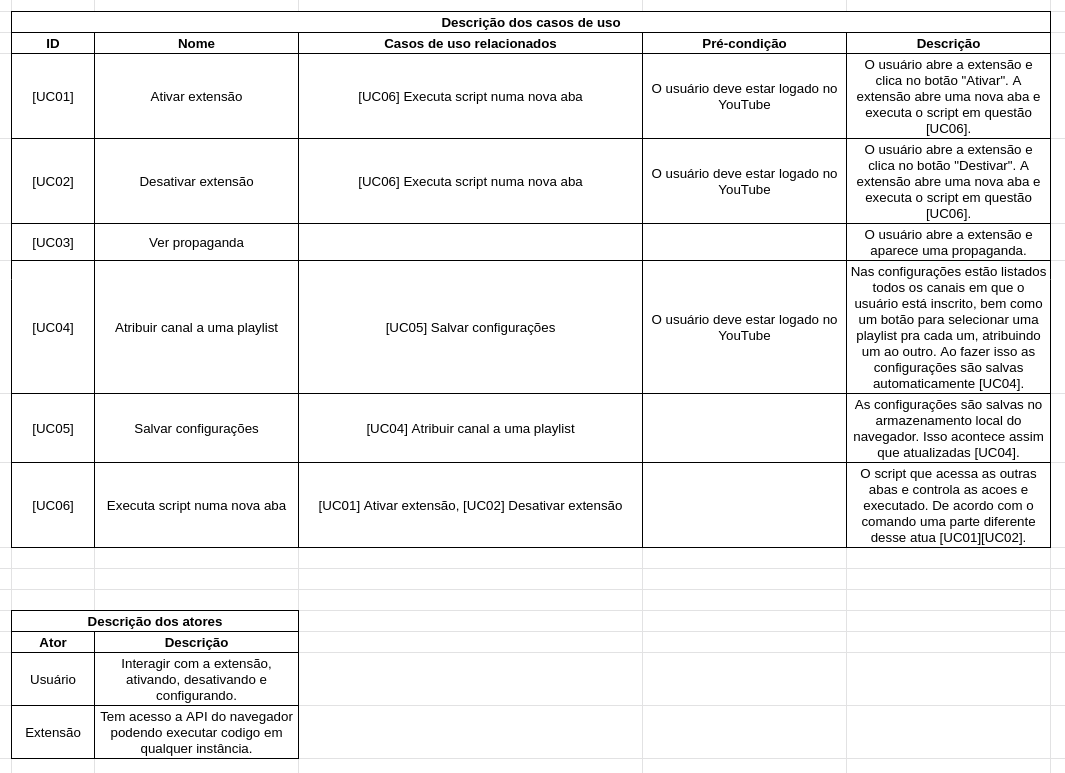 Descrição dos casos de uso
ID Nome Casos de uso relacionados Pré-condição Descrição
[UC01] Ativar extensão [UC06] Executa script numa nova aba O usuário deve estar logado no
YouTube
O usuário abre a extensão e
clica no botão "Ativar". A
extensão abre uma nova aba e
executa o script em questão
[UC06].
[UC02] Desativar extensão [UC06] Executa script numa nova aba O usuário deve estar logado no
YouTube
O usuário abre a extensão e
clica no botão "Destivar". A
extensão abre uma nova aba e
executa o script em questão
[UC06].
[UC03] Ver propaganda
O usuário abre a extensão e
aparece uma propaganda.
[UC04] Atribuir canal a uma playlist [UC05] Salvar configurações O usuário deve estar logado no
YouTube
Nas configurações estão listados
todos os canais em que o
usuário está inscrito, bem como
um botão para selecionar uma
playlist pra cada um, atribuindo
um ao outro. Ao fazer isso as
configurações são salvas
automaticamente [UC04].
[UC05] Salvar configurações [UC04] Atribuir canal a uma playlist
As configurações são salvas no
armazenamento local do
navegador. Isso acontece assim
que atualizadas [UC04].
[UC06] Executa script numa nova aba [UC01] Ativar extensão, [UC02] Desativar extensão
O script que acessa as outras
abas e controla as acoes e
executado. De acordo com o
comando uma parte diferente
desse atua [UC01][UC02].
Descrição dos atores
Ator Descrição
Usuário
Interagir com a extensão,
ativando, desativando e
configurando.
Extensão
Tem acesso a API do navegador
podendo executar codigo em
qualquer instância.